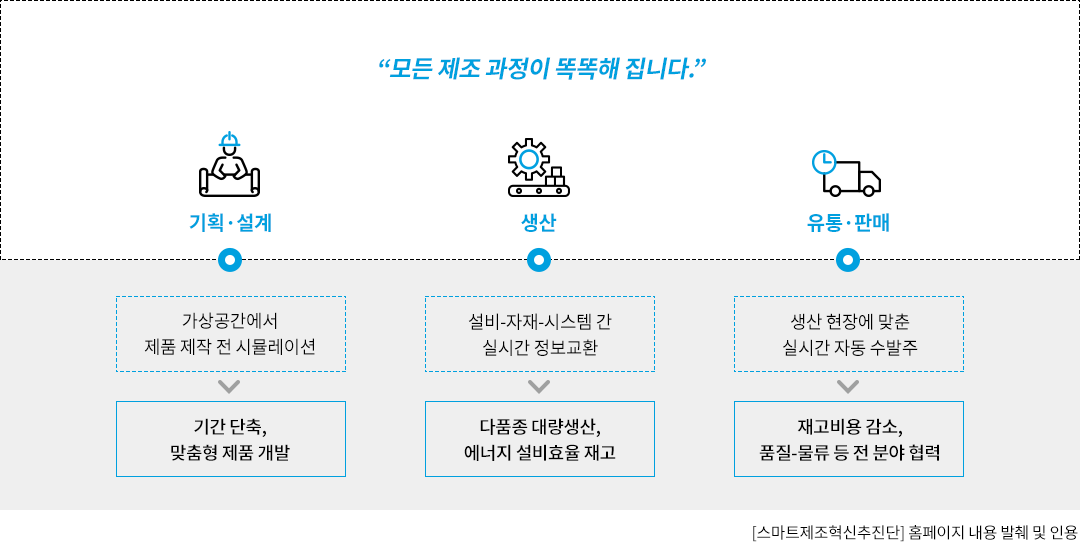 “모든 제조 과정이 똑똑해 집니다.”
기획·설계
생산
유통·판매
가상공간에서
제품 제작 전 시뮬레이션
설비-자재-시스템 간
실시간 정보교환
생산 현장에 맞춘
실시간 자동 수발주
기간 단축,
맞춤형 제품 개발
다품종 대량생산,
에너지 설비효율 재고
재고비용 감소,
품질-물류 등 전 분야 협력
[스마트제조혁신추진단] 홈페이지 내용 발췌 및 인용